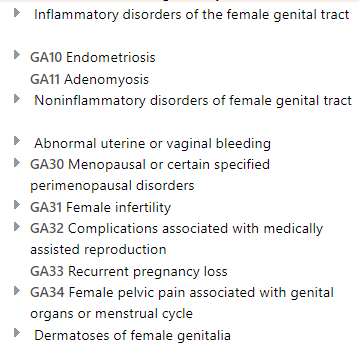 Inflammatory disorders of the female genital tract
GA10 Endometriosis
GA11 Adenomyosis
Noninflammatory disorders of female genital tract
Abnormal uterine or vaginal bleeding
GA30 Menopausal or certain specified
perimenopausal disorders
GA31 Female infertility
GA32 Complications associated with medically
assisted reproduction
GA33 Recurrent pregnancy loss
GA34 Female pelvic pain associated with genital
organs or menstrual cycle
Dermatoses of female genitalia